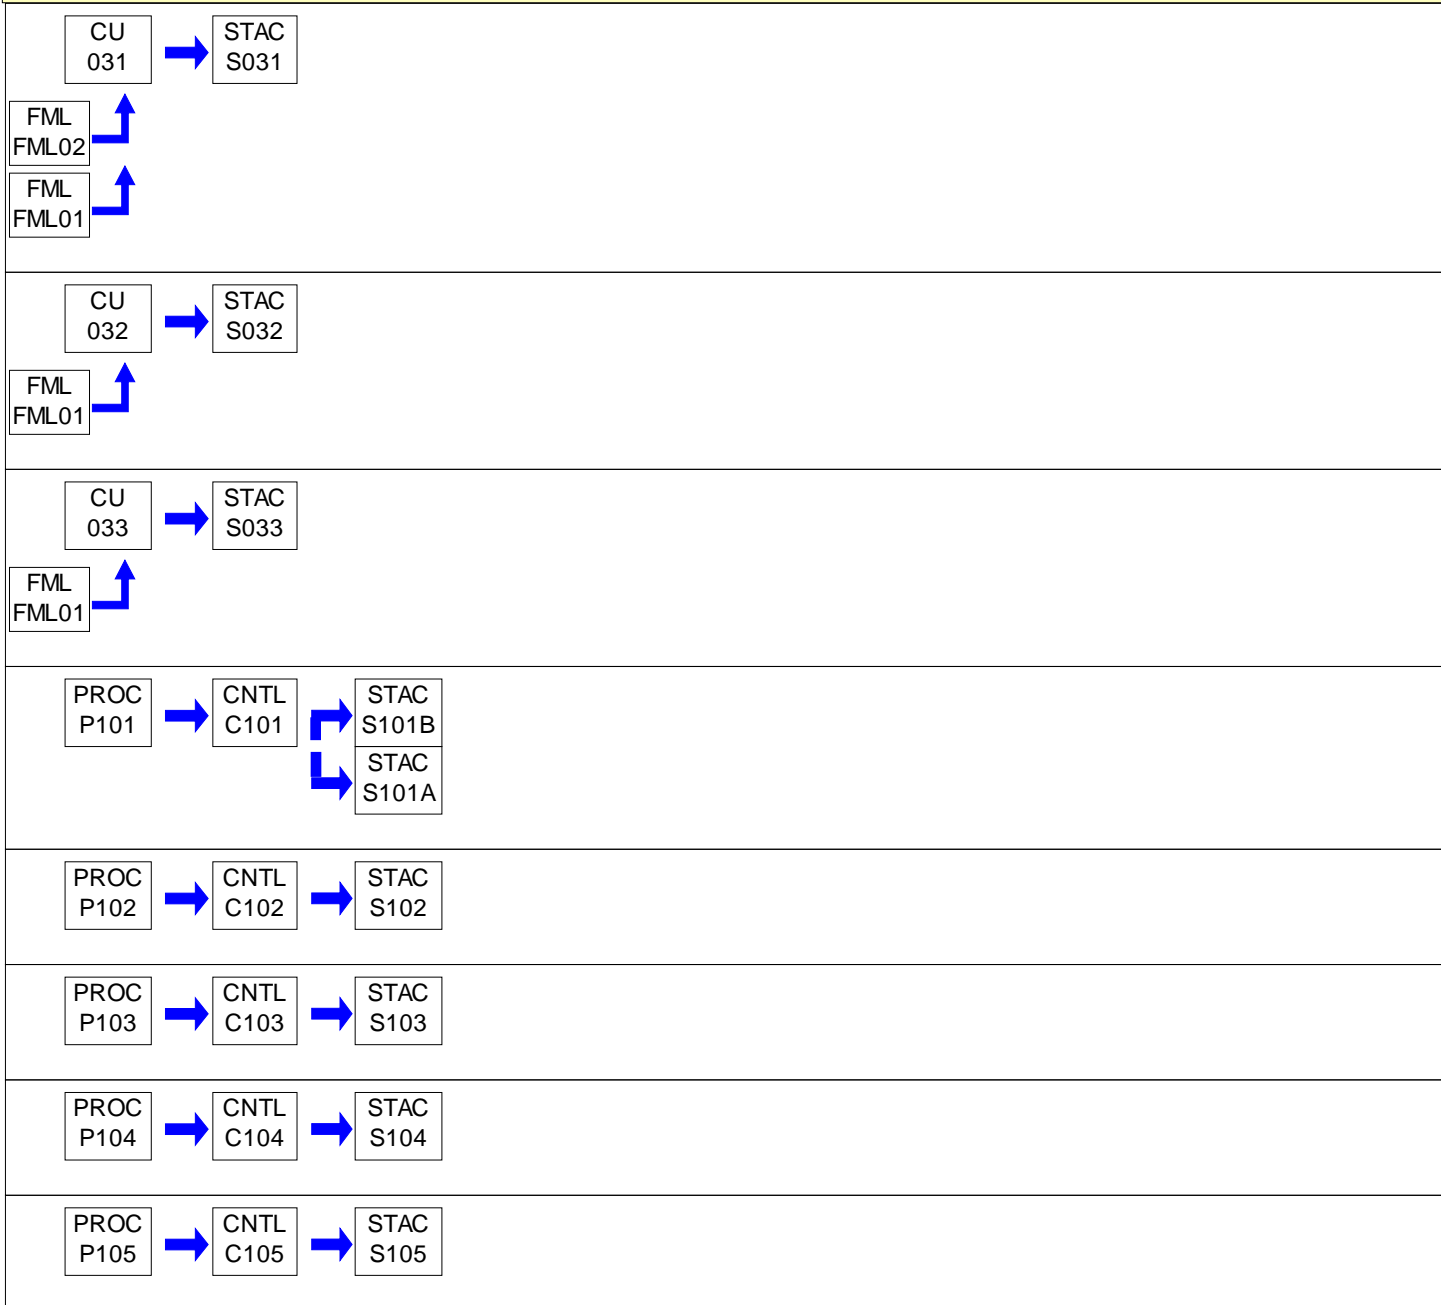 CU
031
STAC
S031
FML
FML02
FML
FML01
CU
032
STAC
S032
FML
FML01
CU
033
STAC
S033
FML
FML01
PROC
P101
CNTL
C101
STAC
S101B
STAC
S101A
PROC
P102
CNTL
C102
STAC
S102
PROC
P103
CNTL
C103
STAC
S103
PROC
P104
CNTL
C104
STAC
S104
PROC
P105
CNTL
C105
STAC
S105